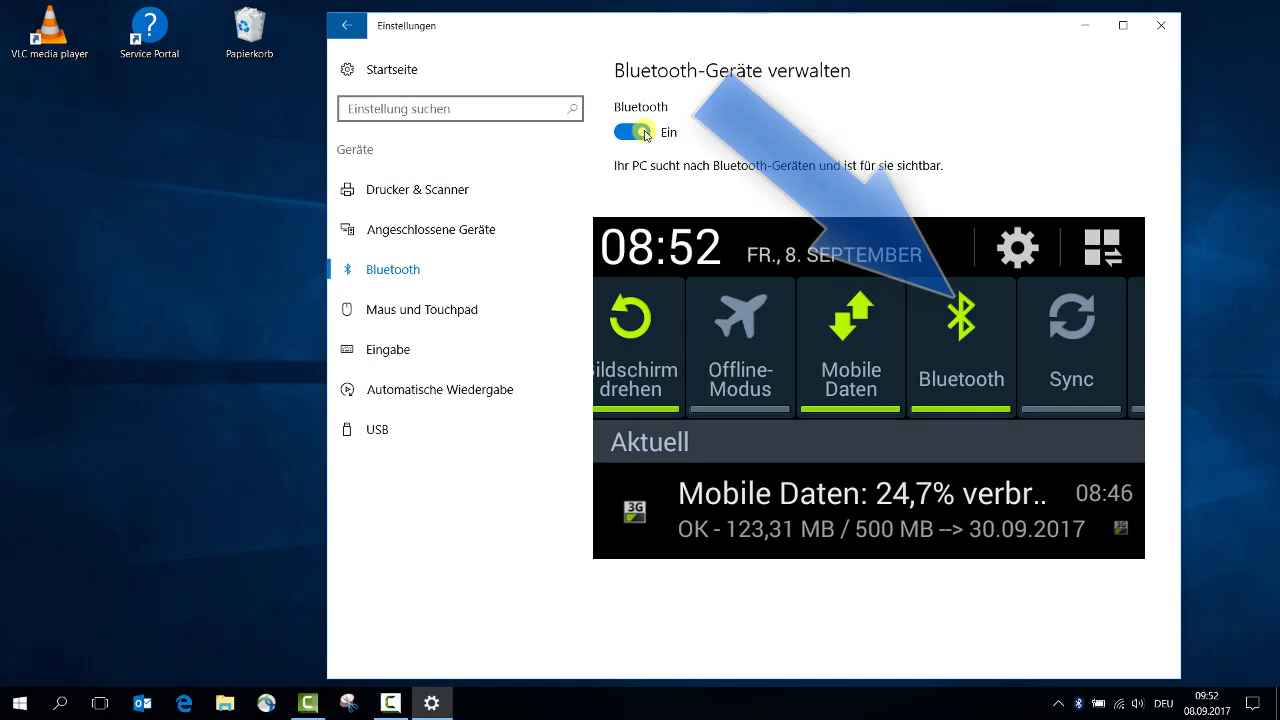 VLC media player
Service Portal
Papierkorb
Einstellungen
Startseite
Einstellung suchen
Geräte
Drucker & Scanner
Angeschlossene Geräte
Bluetooth
Maus und Touchpad
Eingabe
Automatische Wiedergabe
USB
Bluetooth-Geräte verwalten
Bluetooth
Ein
Ihr PC sucht nach Bluetooth-Geräten und ist für sie sichtbar.
08:52 FR., 8. SEPTEMBER
ildschirm
drehen
Offline-
Modus
Mobile
Daten
Bluetooth
Sync
Aktuell
Mobile Daten: 24,7% verbr.. 08:46
3G
OK - 123,31 MB / 500 MB --> 30.09.2017
3G
DEU
09:52
08.09.2017